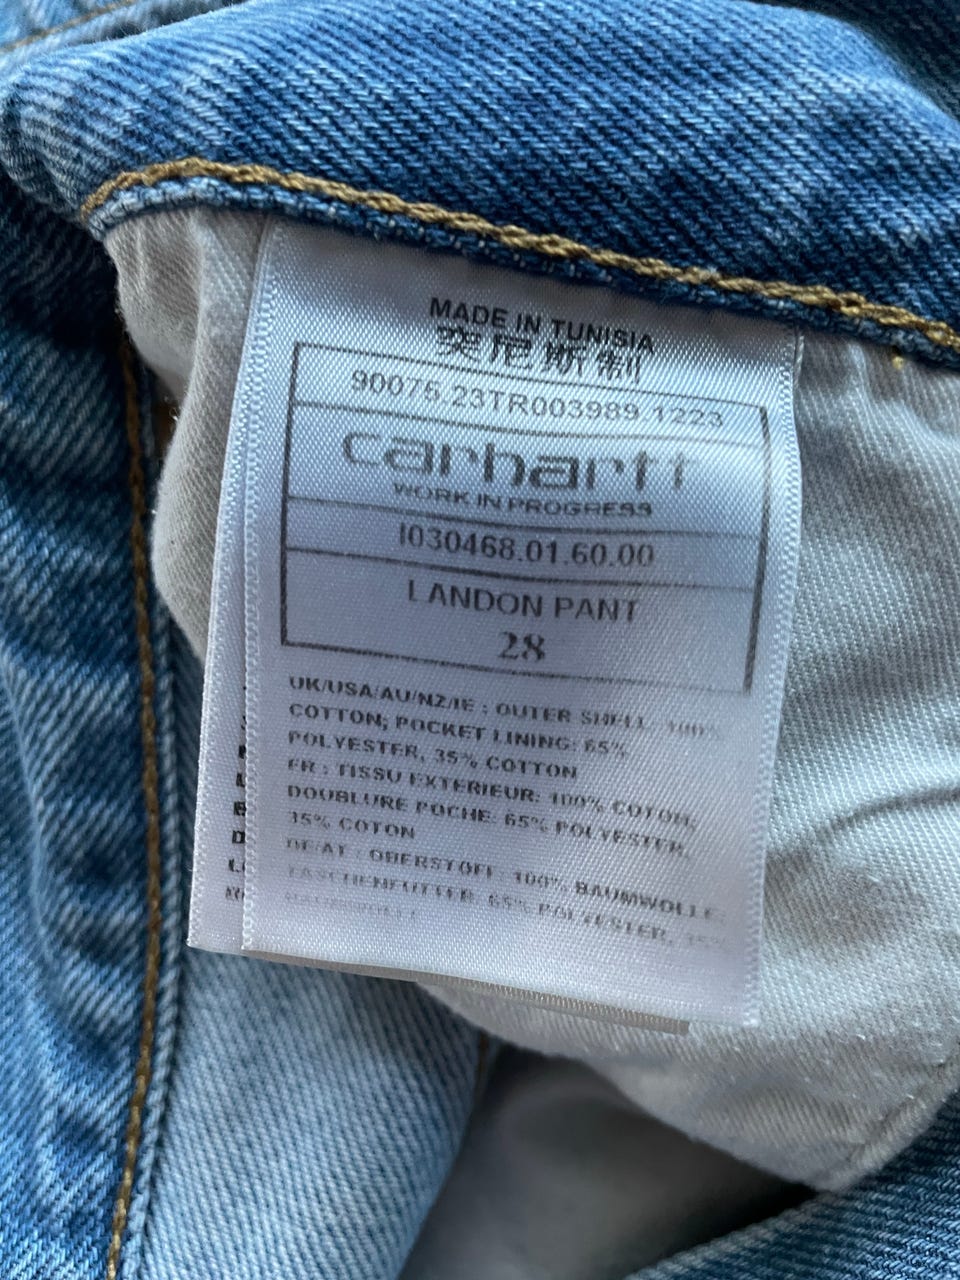 MADE IN TUNISIA
突尼斯制
90075.23TR003989.1223
carhartt
WORK IN PROGRESS
I030468.01.60.00
LANDON PANT
28
UK/USA/AU/NZ/IE : OUTER SHELL: 100%
COTTON; POCKET LINING: 65%
POLYESTER, 35% COTTON
FR : TISSU EXTERIEUR: 100% COTON;
DOUBLURE POCHE: 65% POLYESTER,
35% COTON
DE/AT : OBERSTOFF: 100% BAUMWOLLE;
TASCHENFUTTER: 65% POLYESTER, 35%
BAUMWOLLE